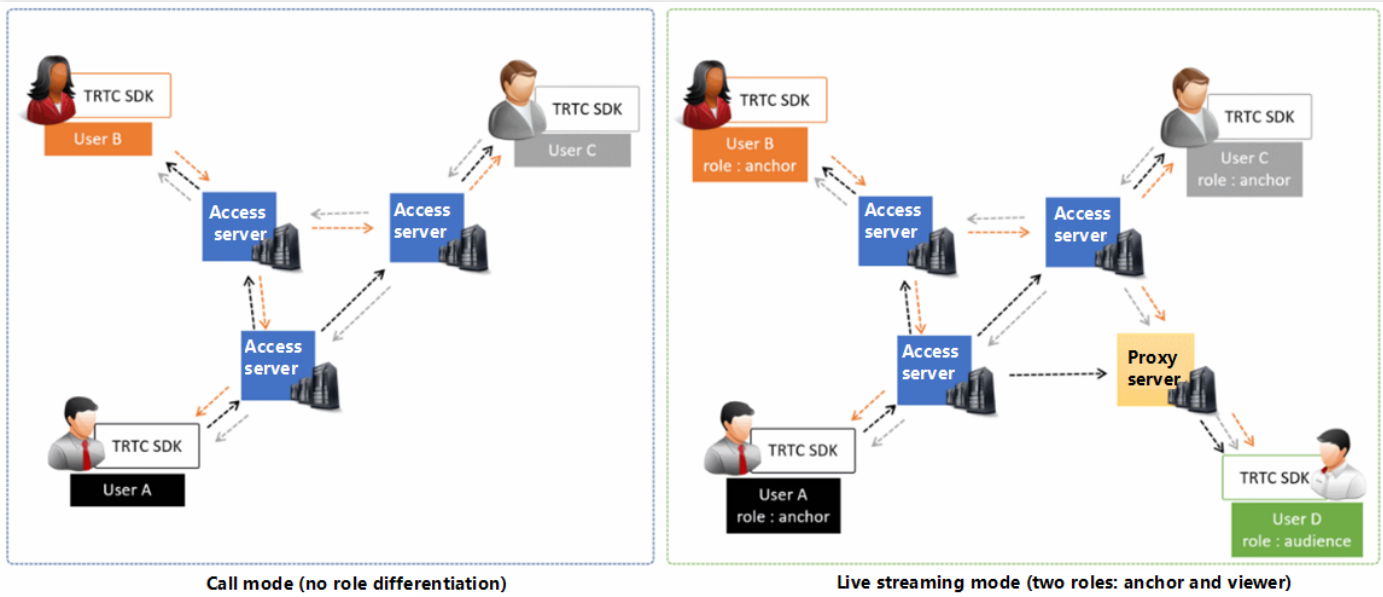 TRTC SDK
User B
TRTC SDK
User C
Access
server
Access
server
Access
server
TRTC SDK
User A
Call mode (no role differentiation)
TRTC SDK
User B
role : anchor
TRTC SDK
User C
role : anchor
Access
server
Access
server
Access
server
Proxy
server
TRTC SDK
User A
role : anchor
TRTC SDK
User D
role : audience
Live streaming mode (two roles: anchor and viewer)